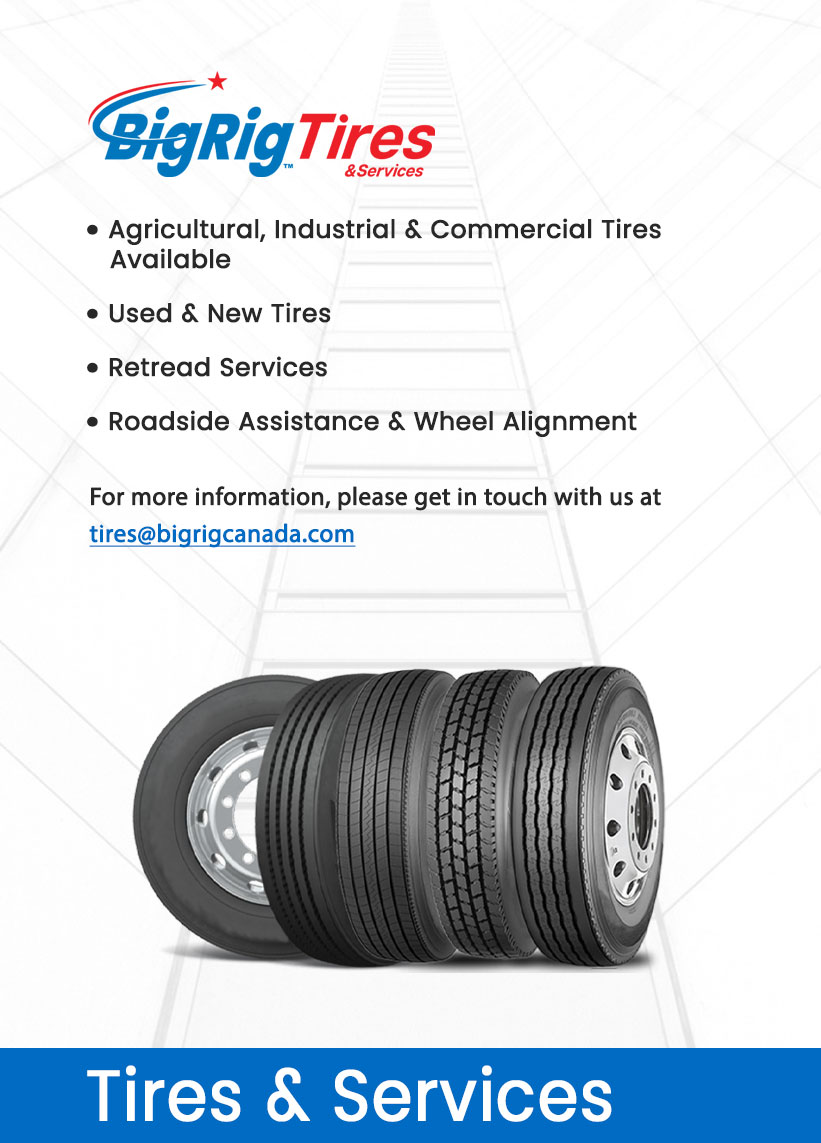 BigRigTires
™
&Services
• Agricultural, Industrial & Commercial Tires
Available
• Used & New Tires
• Retread Services
• Roadside Assistance & Wheel Alignment
For more information, please get in touch with us at
tires@bigrigcanada.com
Tires & Services